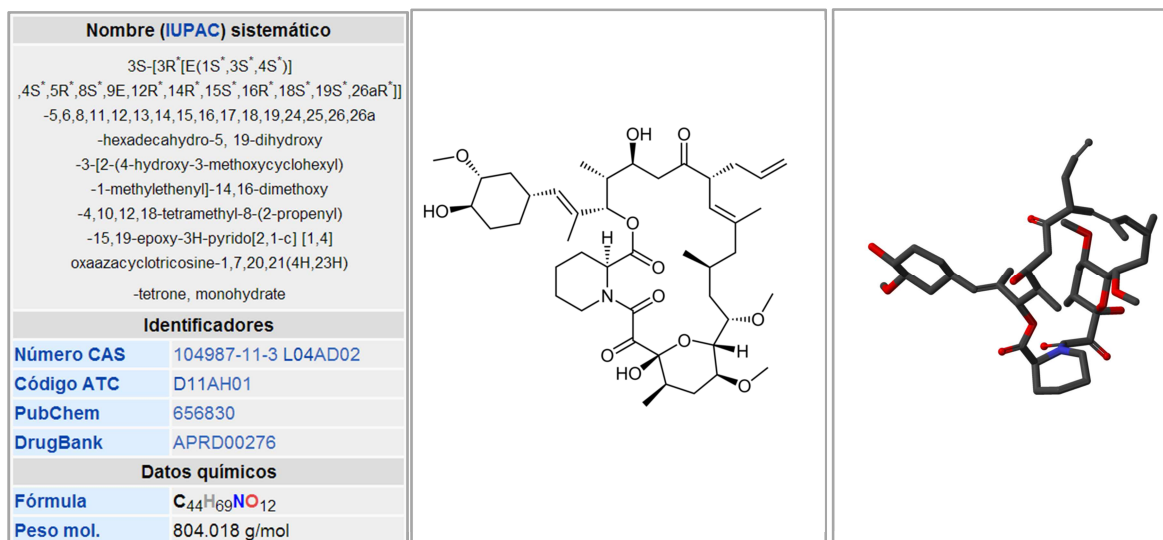 Nombre (IUPAC) sistemático
3S-[3R*[E(1S*,3S*,4S*)]
,4S*,5R*,8S*,9E,12R*,14R*,15S*,16R*,18S*,19S*,26aR*]]
-5,6,8,11,12,13,14,15,16,17,18,19,24,25,26,26a
-hexadecahydro-5, 19-dihydroxy
-3-[2-(4-hydroxy-3-methoxycyclohexyl)
-1-methylethenyl]-14,16-dimethoxy
-4,10,12,18-tetramethyl-8-(2-propenyl)
-15,19-epoxy-3H-pyrido[2,1-c] [1,4]
oxaazacyclotricosine-1,7,20,21(4H,23H)
-tetrone, monohydrate
Identificadores
Número CAS 104987-11-3 L04AD02
Código ATC D11AH01
PubChem 656830
DrugBank APRD00276
Datos químicos
Fórmula C44H69NO12
Peso mol. 804.018 g/mol
OH O
O
HO
O
H
O
N
O
O
O
O
H
HO
O